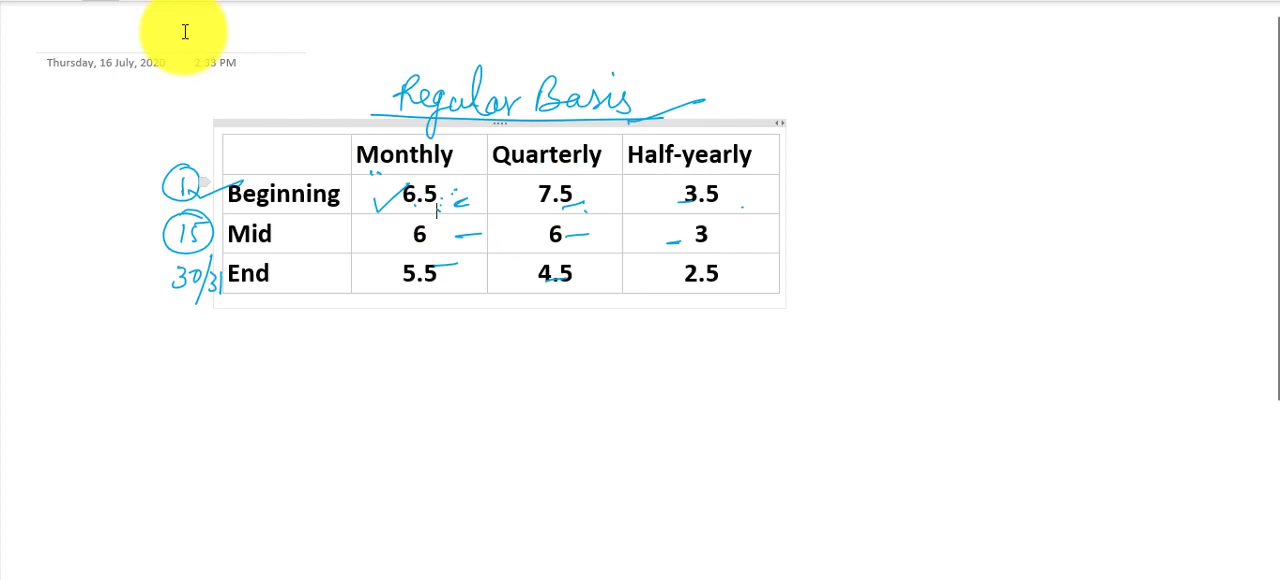 Thursday, 16 July, 2020 2:33 PM
Regular Basis
Monthly Quarterly Half-yearly
1 Beginning 6.5 7.5 3.5
15 Mid 6 6 3
30/31 End 5.5 4.5 2.5